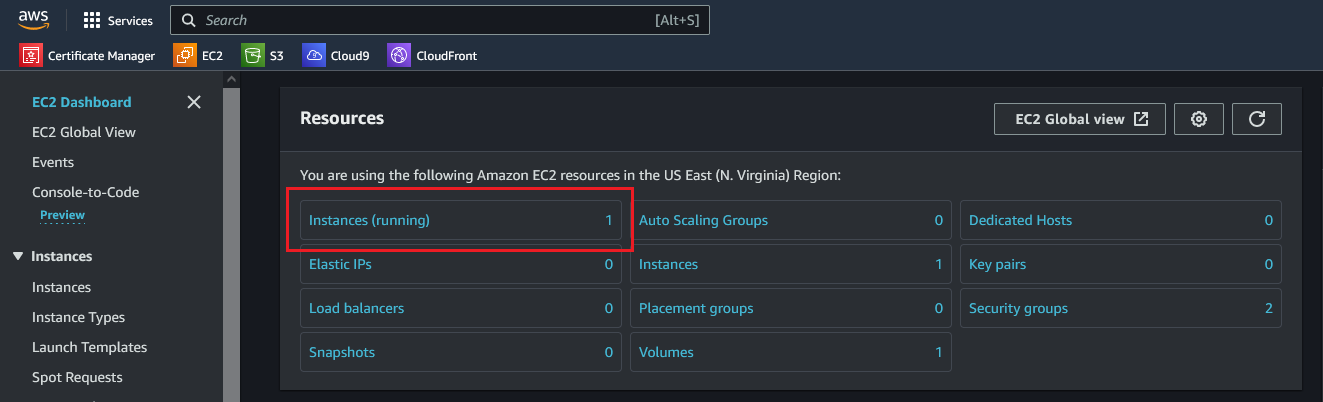 aws Services Search [Alt+S]
Certificate Manager EC2 S3 Cloud9 CloudFront
EC2 Dashboard
EC2 Global View
Events
Console-to-Code
Preview
Instances
Instances
Instance Types
Launch Templates
Spot Requests
Resources EC2 Global view
You are using the following Amazon EC2 resources in the US East (N. Virginia) Region:
Instances (running) 1 Auto Scaling Groups 0 Dedicated Hosts 0
Elastic IPs 0 Instances 1 Key pairs 0
Load balancers 0 Placement groups 0 Security groups 2
Snapshots 0 Volumes 1